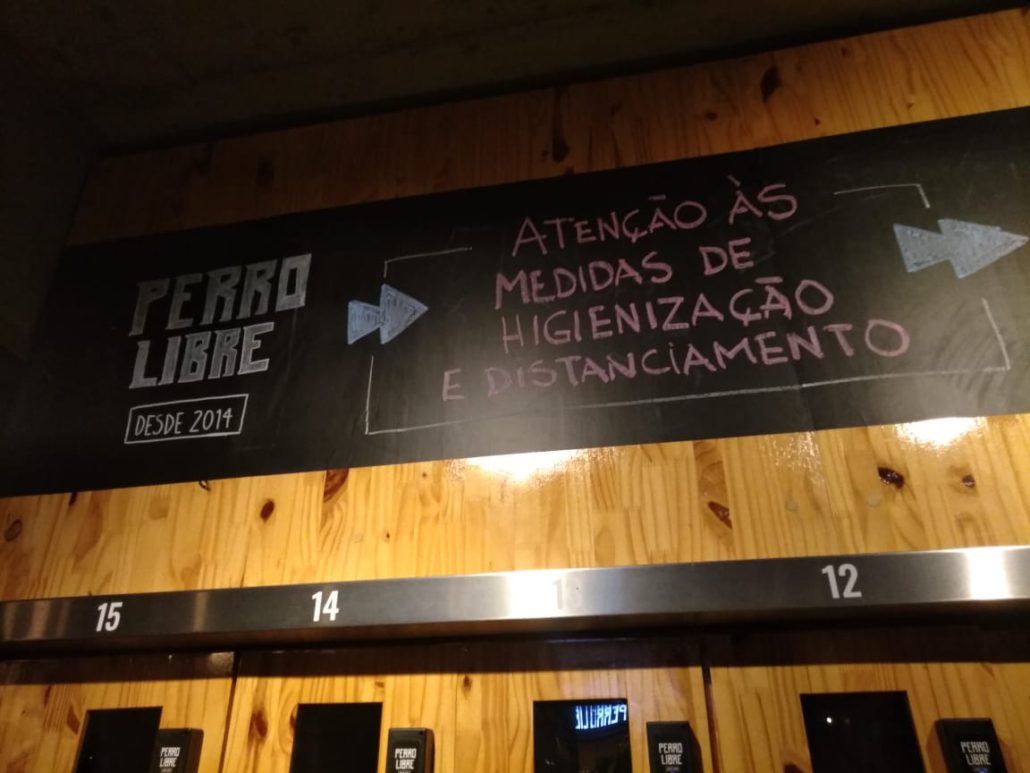 PERRO
LIBRE
DESDE 2014
ATENÇÃO ÀS
MEDIDAS DE
HIGIENIZAÇÃO
E DISTANCIAMENTO
15
14
1
12
PERRO
LIBRE
PERRO
LIBRE
PERRO
LIBRE
PERRO
LIBRE